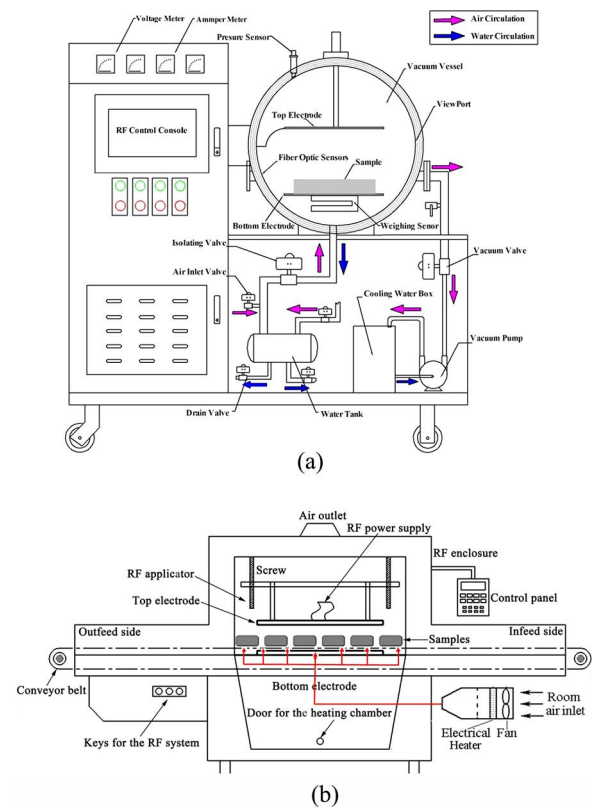 Voltage Meter
Ammper Meter
Presure Sensor
Air Circulation
Water Circulation
Vacuum Vessel
ViewPort
RF Control Console
Top Electrode
Fiber Optic Sensors
Sample
Bottom Electrode
Weighing Senor
Isolating Valve
Vacuum Valve
Air Inlet Valve
Cooling Water Box
Vacuum Pump
Drain Valve
Water Tank
(a)
Air outlet
RF power supply
RF enclosure
Screw
RF applicator
Control panel
Top electrode
Outfeed side
Samples
Infeed side
Conveyor belt
Bottom electrode
Door for the heating chamber
Room
air inlet
Keys for the RF system
Electrical
Heater
Fan
(b)